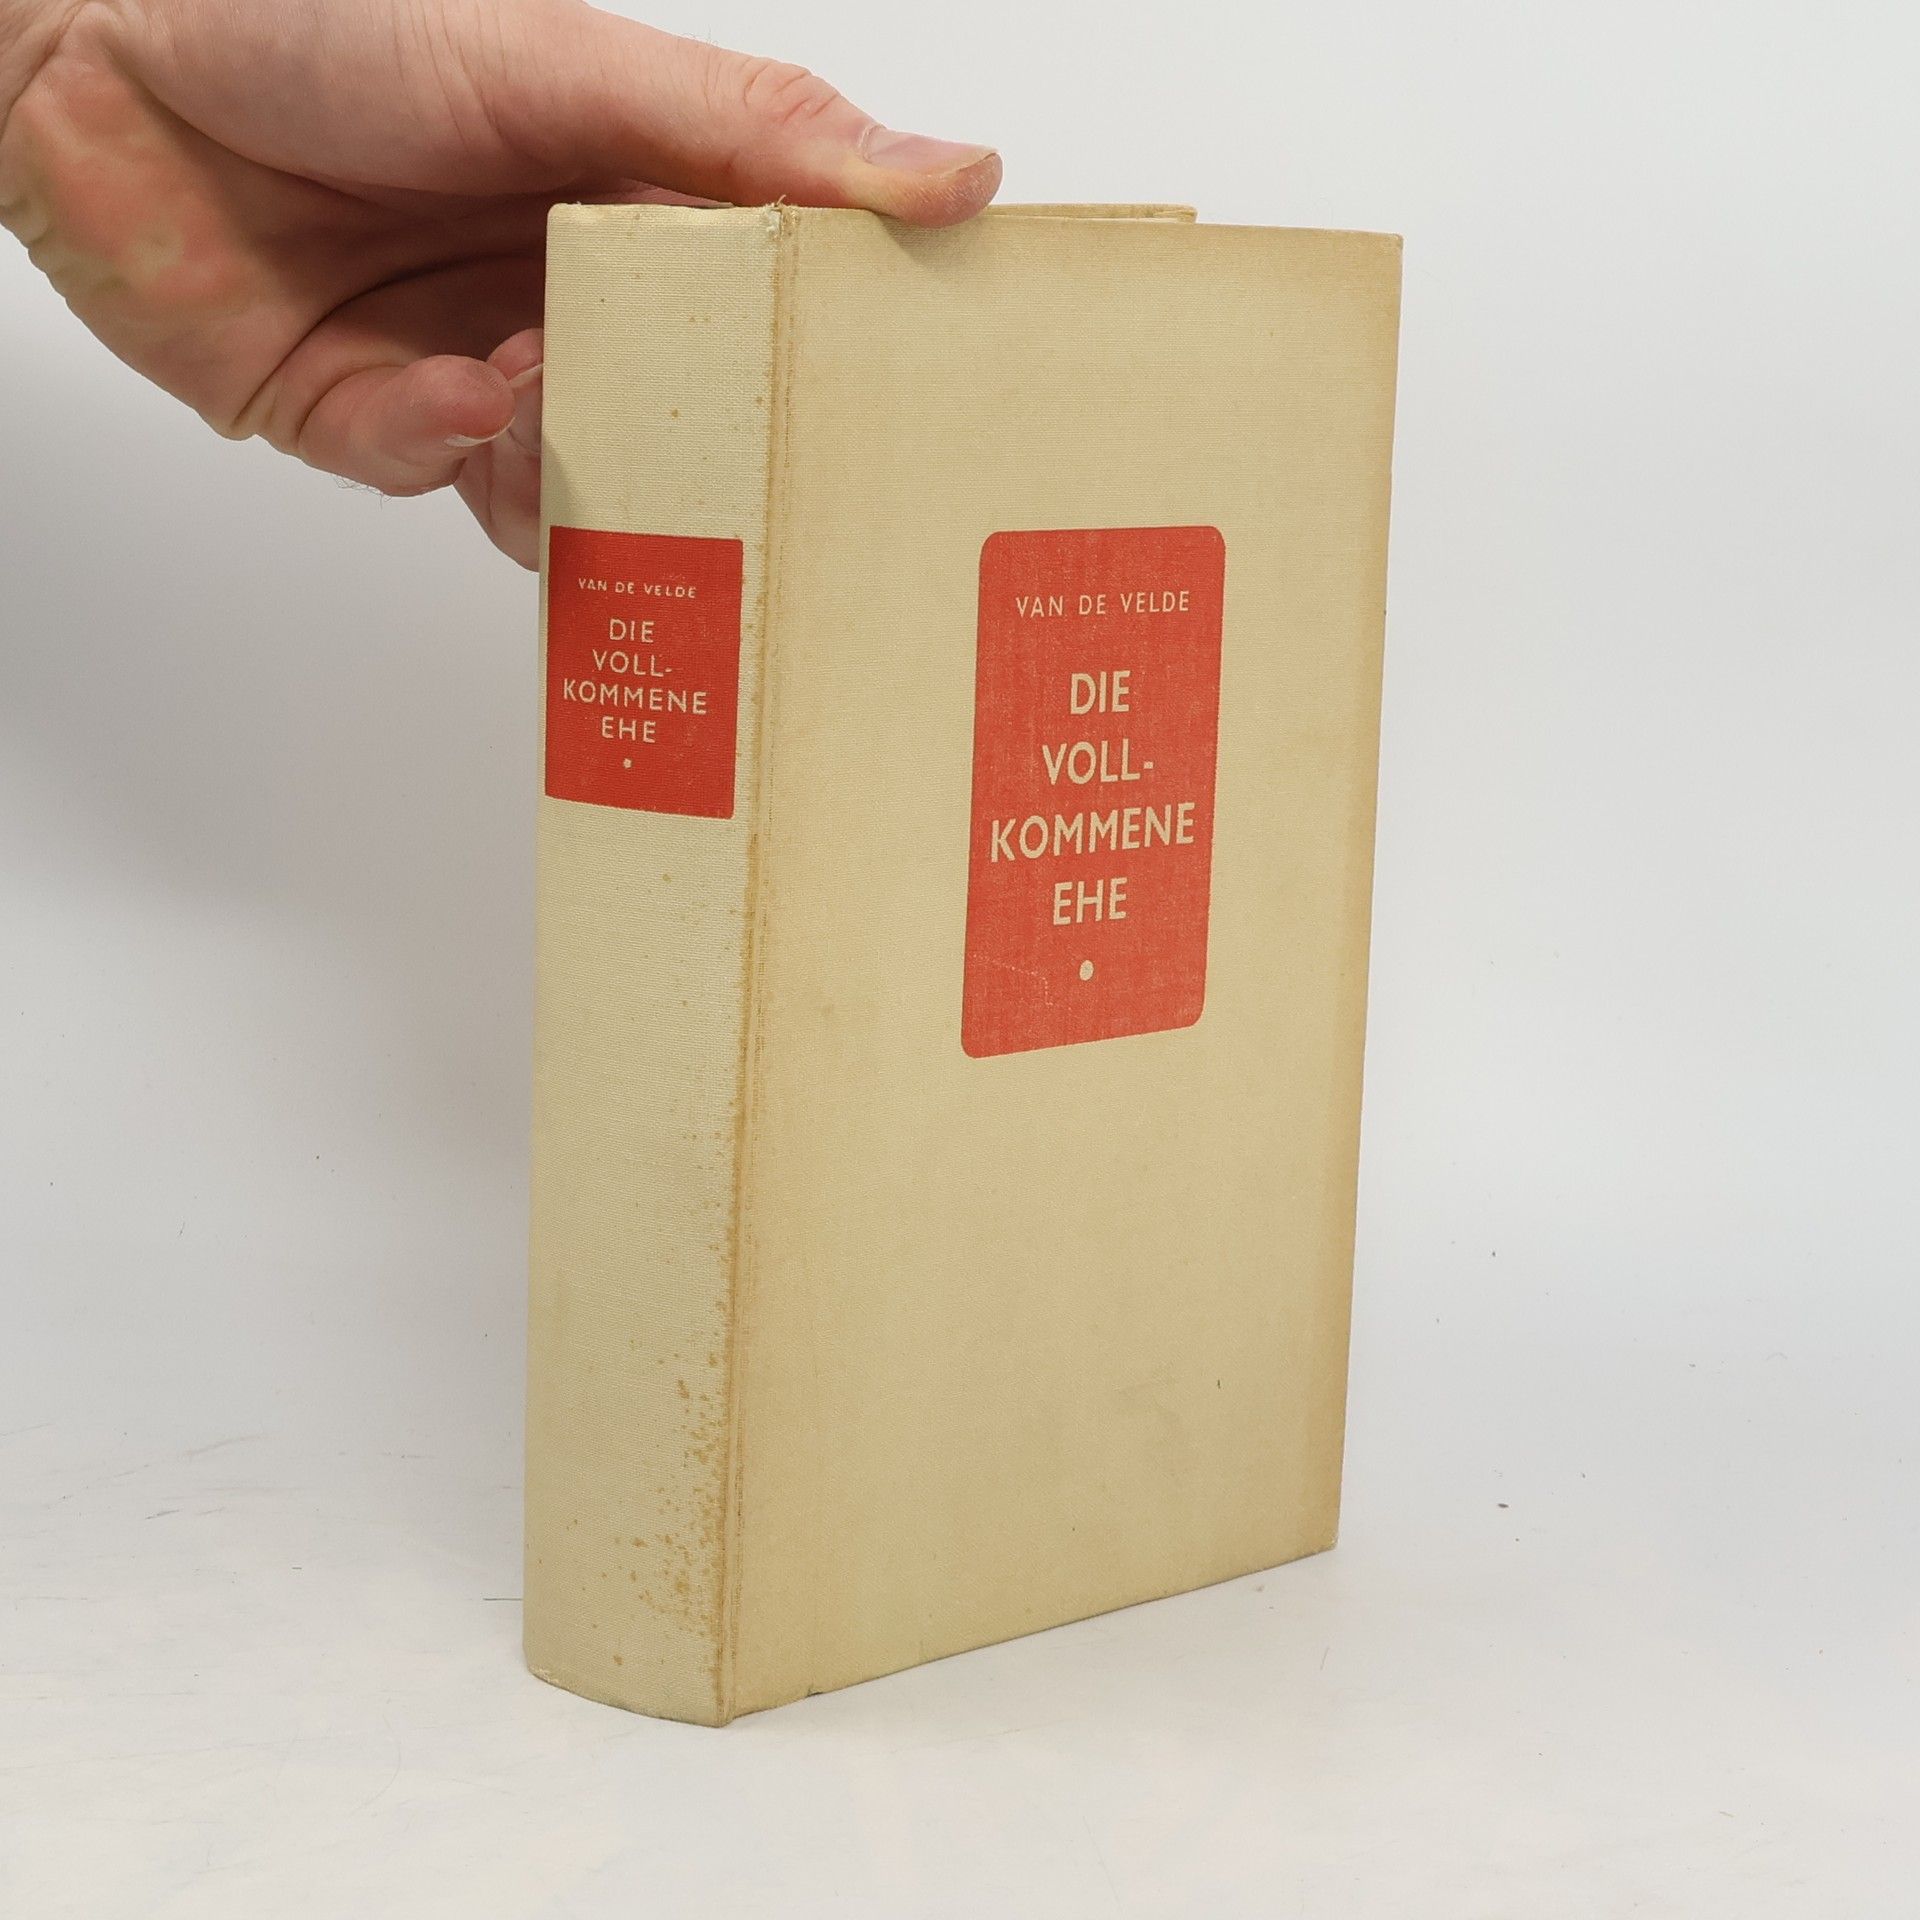 VAN DE VELDE
DIE
VOLL-
KOMMENE
EHE
VAN DE VELDE
DIE
VOLL-
KOMMENE
EHE